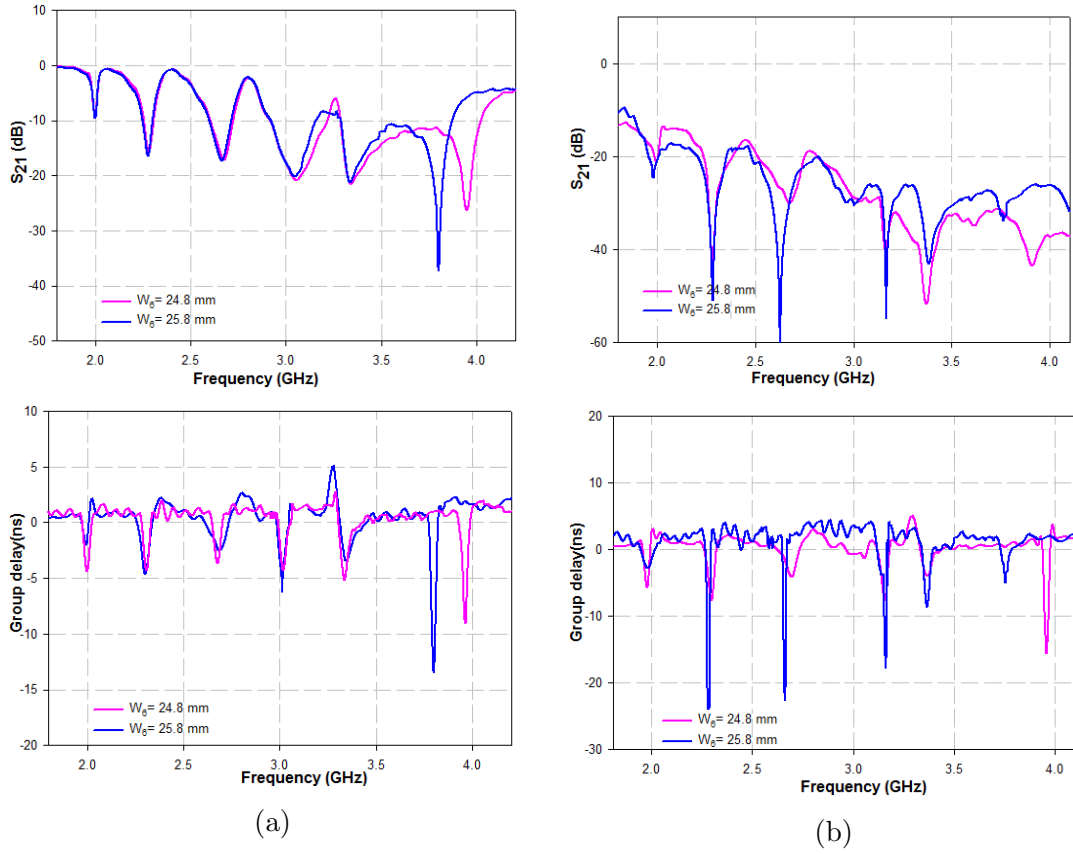 10
0
-10
-20
-30
-40
-50
S21 (dB)
W6= 24.8 mm
W6= 25.8 mm
2.0 2.5 3.0 3.5 4.0
Frequency (GHz)
0
-20
-40
-60
S21 (dB)
W6= 24.8 mm
W6= 25.8 mm
2.0 2.5 3.0 3.5 4.0
Frequency (GHz)
10
5
0
-5
-10
-15
-20
Group delay(ns)
W6= 24.8 mm
W6= 25.8 mm
2.0 2.5 3.0 3.5 4.0
Frequency (GHz)
(a)
20
10
0
-10
-20
-30
Group delay(ns)
W6= 24.8 mm
W6= 25.8 mm
2.0 2.5 3.0 3.5 4.0
Frequency (GHz)
(b)